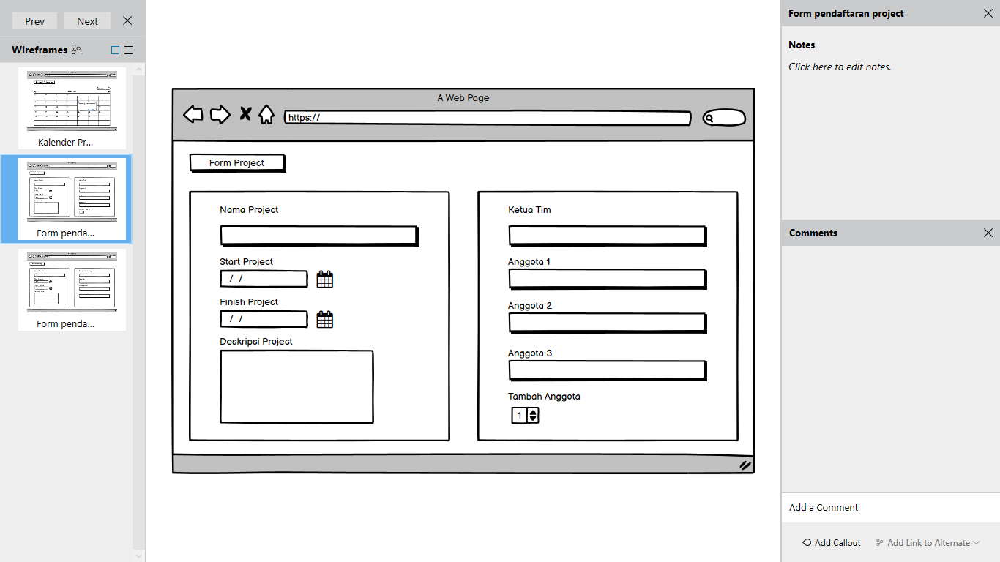 Prev
Next
Wireframes
Kalender Pr...
Form penda...
Form penda...
A Web Page
https://
Form Project
Nama Project
Start Project
/ /
Finish Project
/ /
Deskripsi Project
Ketua Tim
Anggota 1
Anggota 2
Anggota 3
Tambah Anggota
1
Form pendaftaran project
Notes
Click here to edit notes.
Comments
Add a Comment
Add Callout
Add Link to Alternate